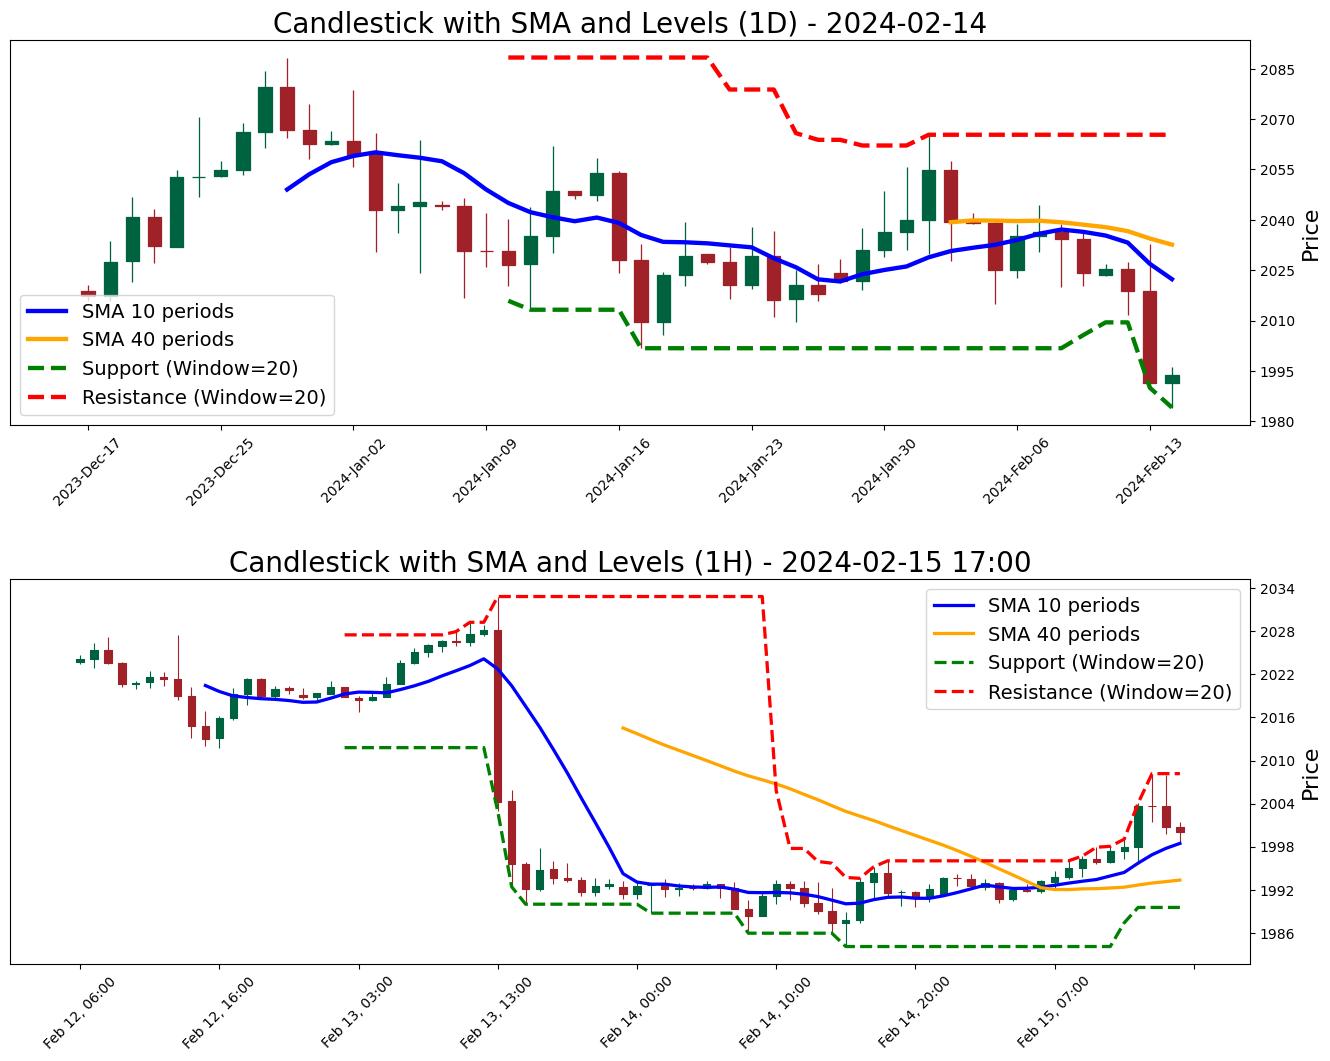 Candlestick with SMA and Levels (1D) - 2024-02-14
2085
2070
2055
2040
2025
2010
1995
1980
Price
SMA 10 periods
SMA 40 periods
Support (Window=20)
Resistance (Window=20)
2023-Dec-17
2023-Dec-25
2024-Jan-02
2024-Jan-09
2024-Jan-16
2024-Jan-23
2024-Jan-30
2024-Feb-06
2024-Feb-13
Candlestick with SMA and Levels (1H) - 2024-02-15 17:00
SMA 10 periods
SMA 40 periods
Support (Window=20)
Resistance (Window=20)
2034
2028
2022
2016
2010
2004
1998
1992
1986
Price
Feb 12, 06:00
Feb 12, 16:00
Feb 13, 03:00
Feb 13, 13:00
Feb 14, 00:00
Feb 14, 10:00
Feb 14, 20:00
Feb 15, 07:00